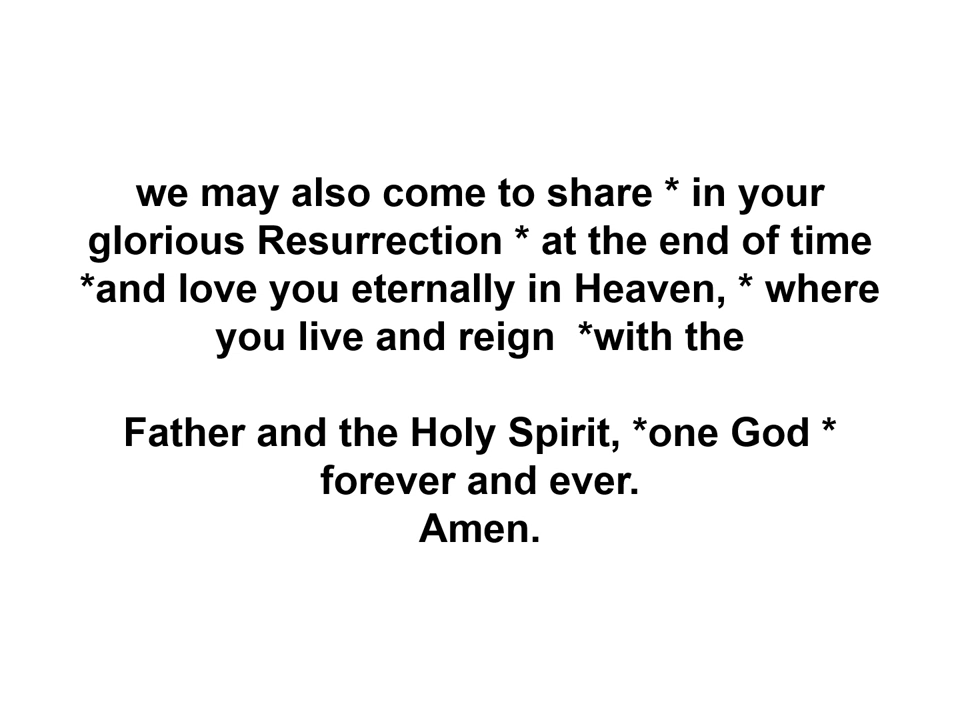 we may also come to share * in your
glorious Resurrection * at the end of time
*and love you eternally in Heaven, * where
you live and reign  *with the
Father and the Holy Spirit, *one God *
forever and ever.
Amen.